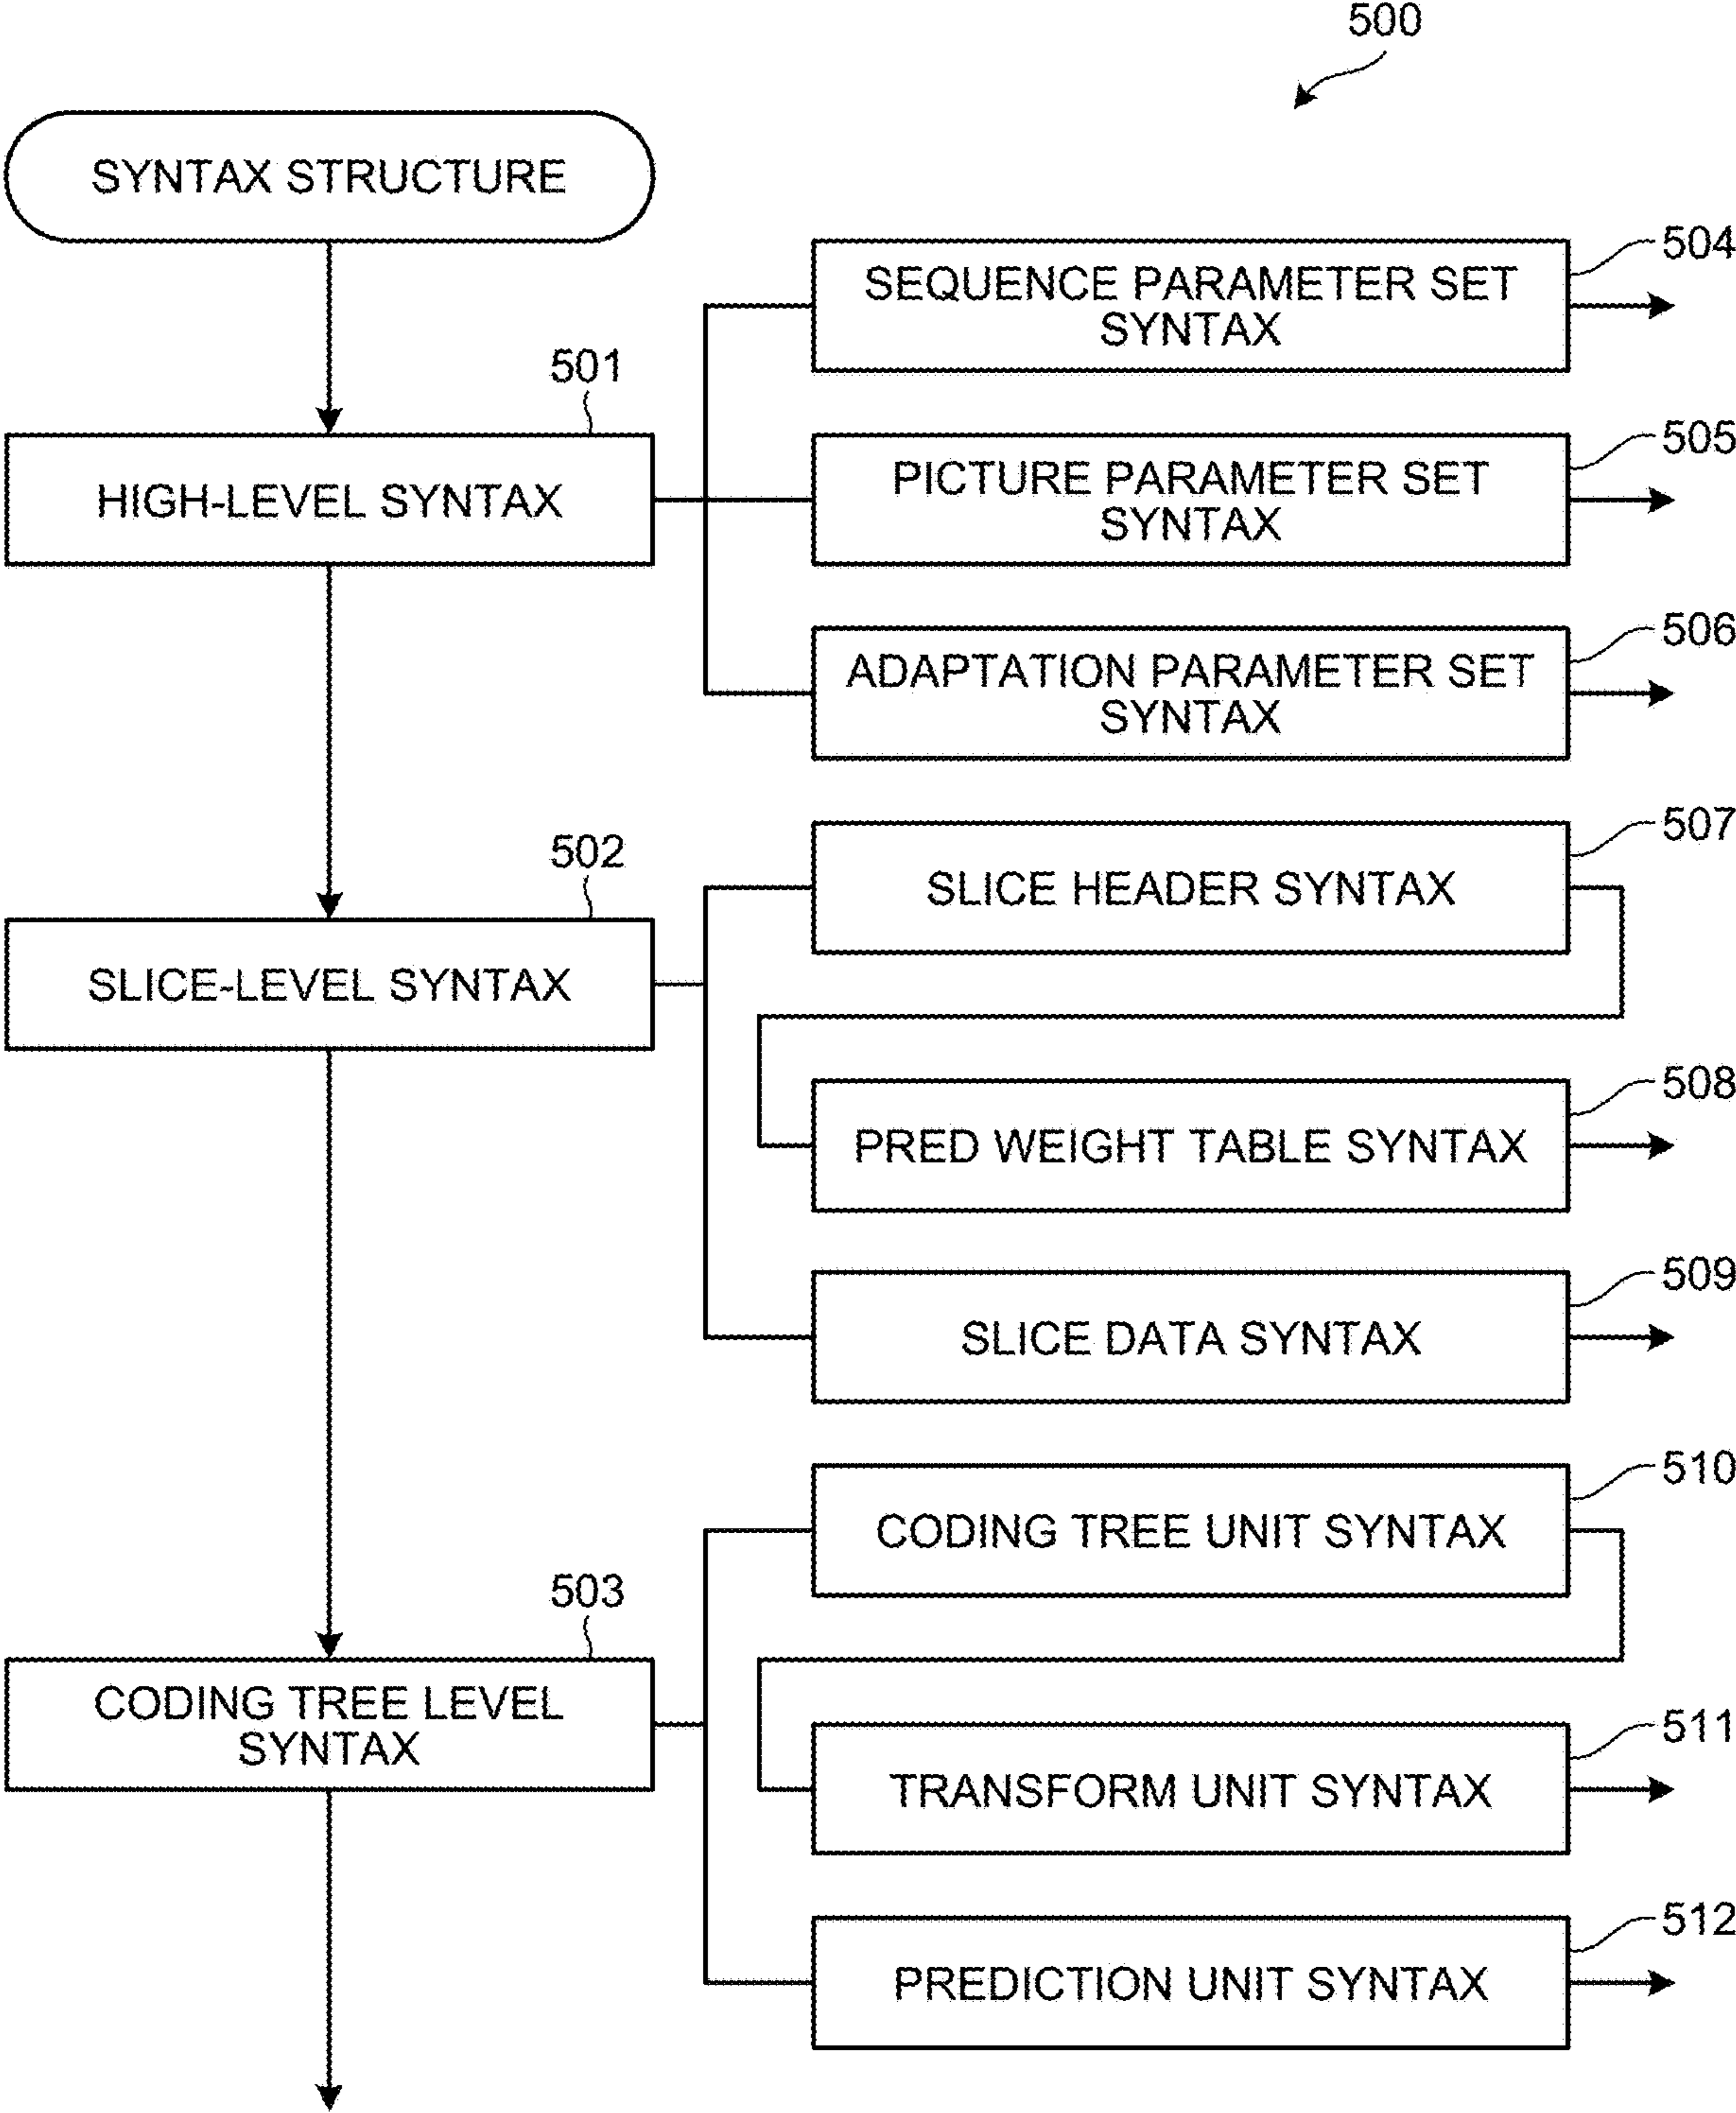 500
SYNTAX STRUCTURE
504
SEQUENCE PARAMETER SET
SYNTAX
501
HIGH-LEVEL SYNTAX
505
PICTURE PARAMETER SET
SYNTAX
506
ADAPTATION PARAMETER SET
SYNTAX
502
SLICE-LEVEL SYNTAX
507
SLICE HEADER SYNTAX
508
PRED WEIGHT TABLE SYNTAX
509
SLICE DATA SYNTAX
503
CODING TREE LEVEL
SYNTAX
510
CODING TREE UNIT SYNTAX
511
TRANSFORM UNIT SYNTAX
512
PREDICTION UNIT SYNTAX